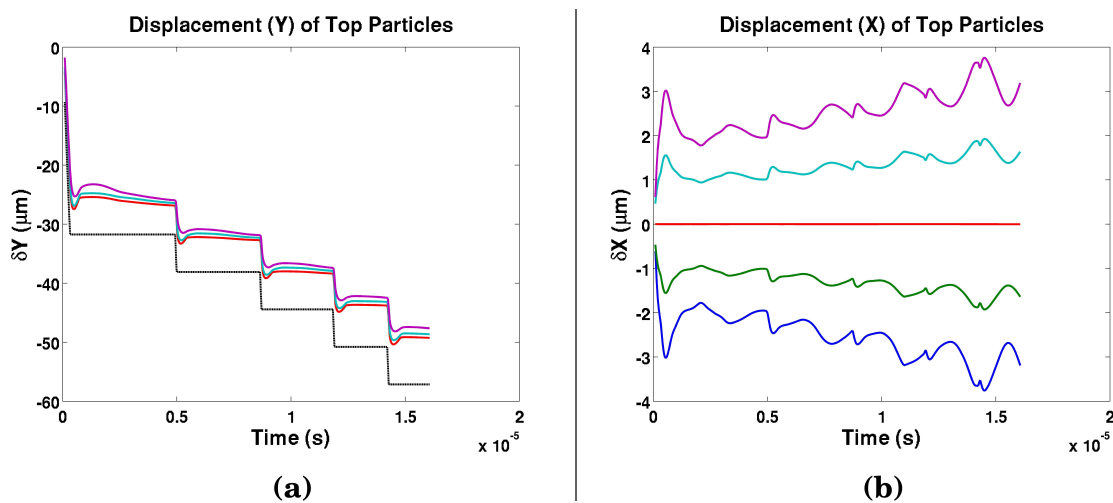 Displacement (Y) of Top Particles
0
-10
-20
-30
-40
-50
-60
δY (μm)
0
0.5
1
1.5
2
x 10⁻⁵
Time (s)
(a)
Displacement (X) of Top Particles
4
3
2
1
0
-1
-2
-3
-4
δX (μm)
0
0.5
1
1.5
2
x 10⁻⁵
Time (s)
(b)